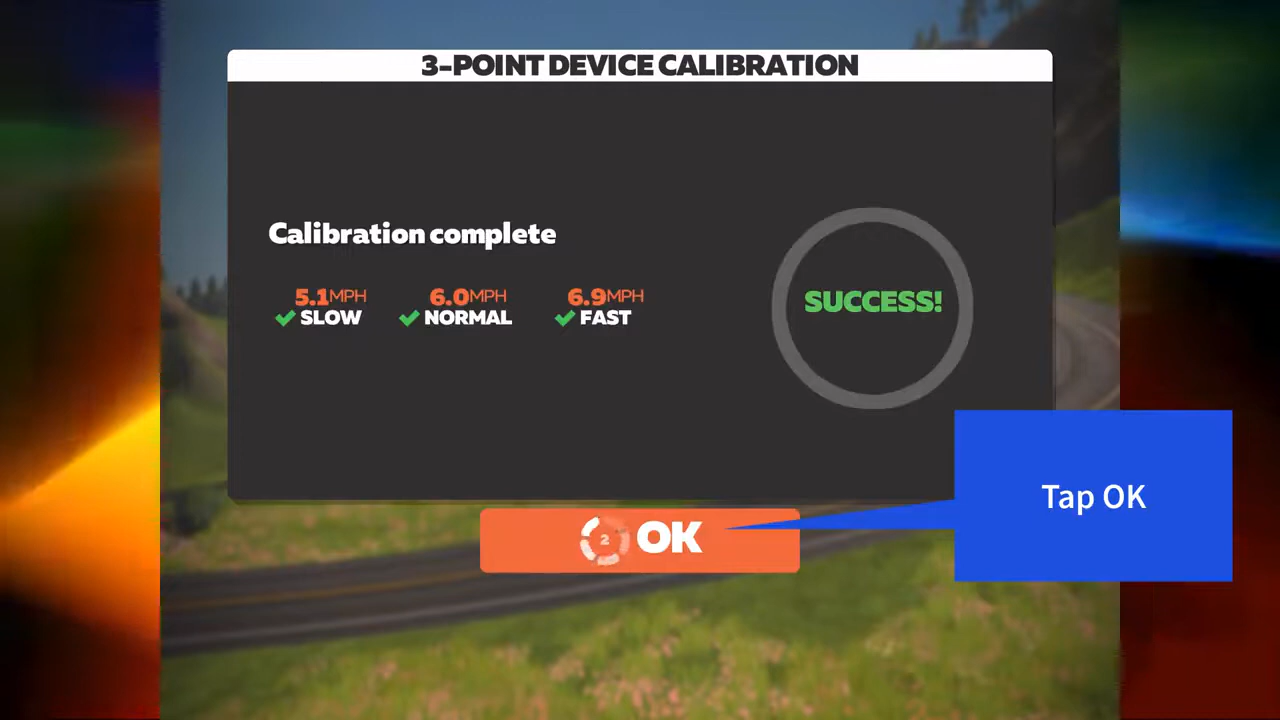 3-POINT DEVICE CALIBRATION
Calibration complete
5.1MPH 6.0MPH 6.9MPH
SLOW NORMAL FAST
SUCCESS!
Tap OK
2 OK